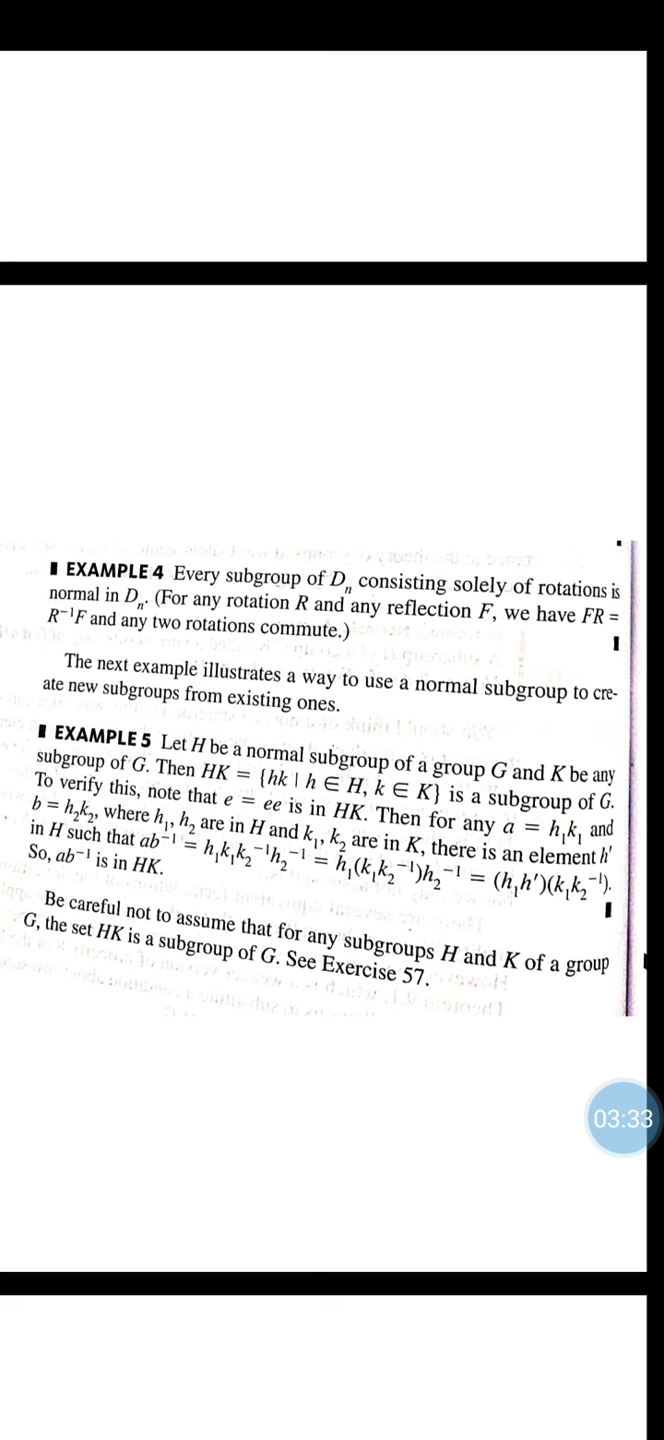 ▌EXAMPLE 4 Every subgroup of Dₙ consisting solely of rotations is
normal in Dₙ. (For any rotation R and any reflection F, we have FR =
R⁻¹F and any two rotations commute.)
The next example illustrates a way to use a normal subgroup to cre-
ate new subgroups from existing ones.
▌EXAMPLE 5 Let H be a normal subgroup of a group G and K be any
subgroup of G. Then HK = {hk | h ∈ H, k ∈ K} is a subgroup of G.
To verify this, note that e = ee is in HK. Then for any a = h₁k₁ and
b = h₂k₂, where h₁, h₂ are in H and k₁, k₂ are in K, there is an element h′
in H such that ab⁻¹ = h₁k₁k₂⁻¹h₂⁻¹ = h₁(k₁k₂⁻¹)h₂⁻¹ = (h₁h′)(k₁k₂⁻¹).
So, ab⁻¹ is in HK.
Be careful not to assume that for any subgroups H and K of a group
G, the set HK is a subgroup of G. See Exercise 57.
03:33